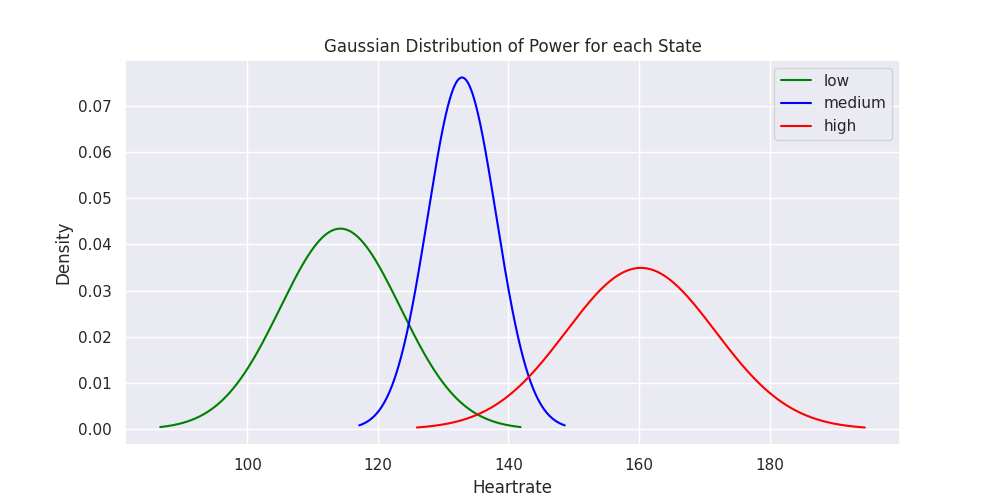 Gaussian Distribution of Power for each State
low
medium
high
0.07
0.06
0.05
0.04
0.03
0.02
0.01
0.00
Density
100 120 140 160 180
Heartrate